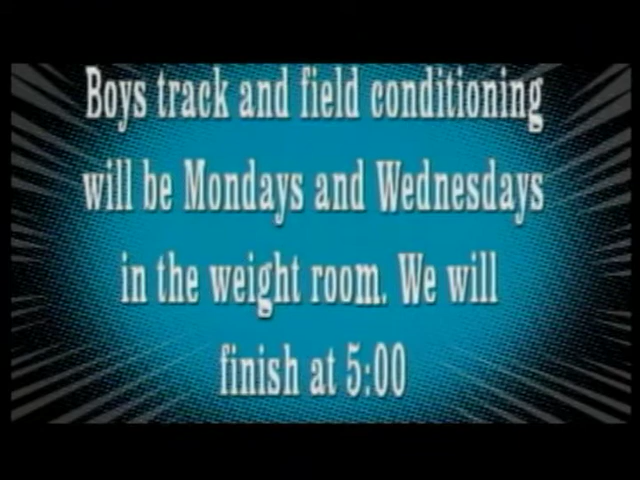 Boys track and field conditioning
will be Mondays and Wednesdays
in the weight room. We will
finish at 5:00